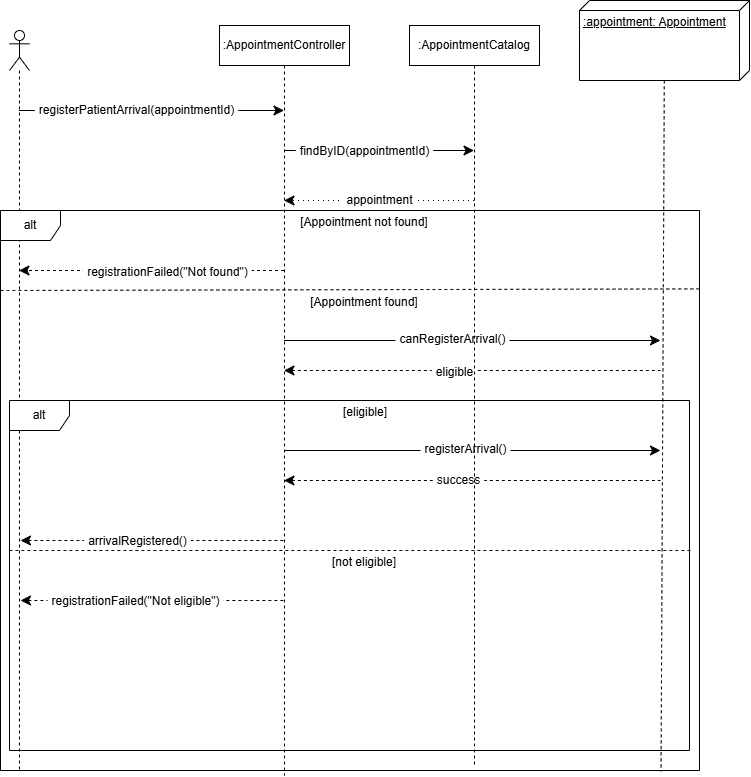 :AppointmentController
:AppointmentCatalog
:appointment: Appointment
registerPatientArrival(appointmentId)
findByID(appointmentId)
appointment
alt
[Appointment not found]
registrationFailed("Not found")
[Appointment found]
canRegisterArrival()
eligible
alt
[eligible]
registerArrival()
success
arrivalRegistered()
[not eligible]
registrationFailed("Not eligible")